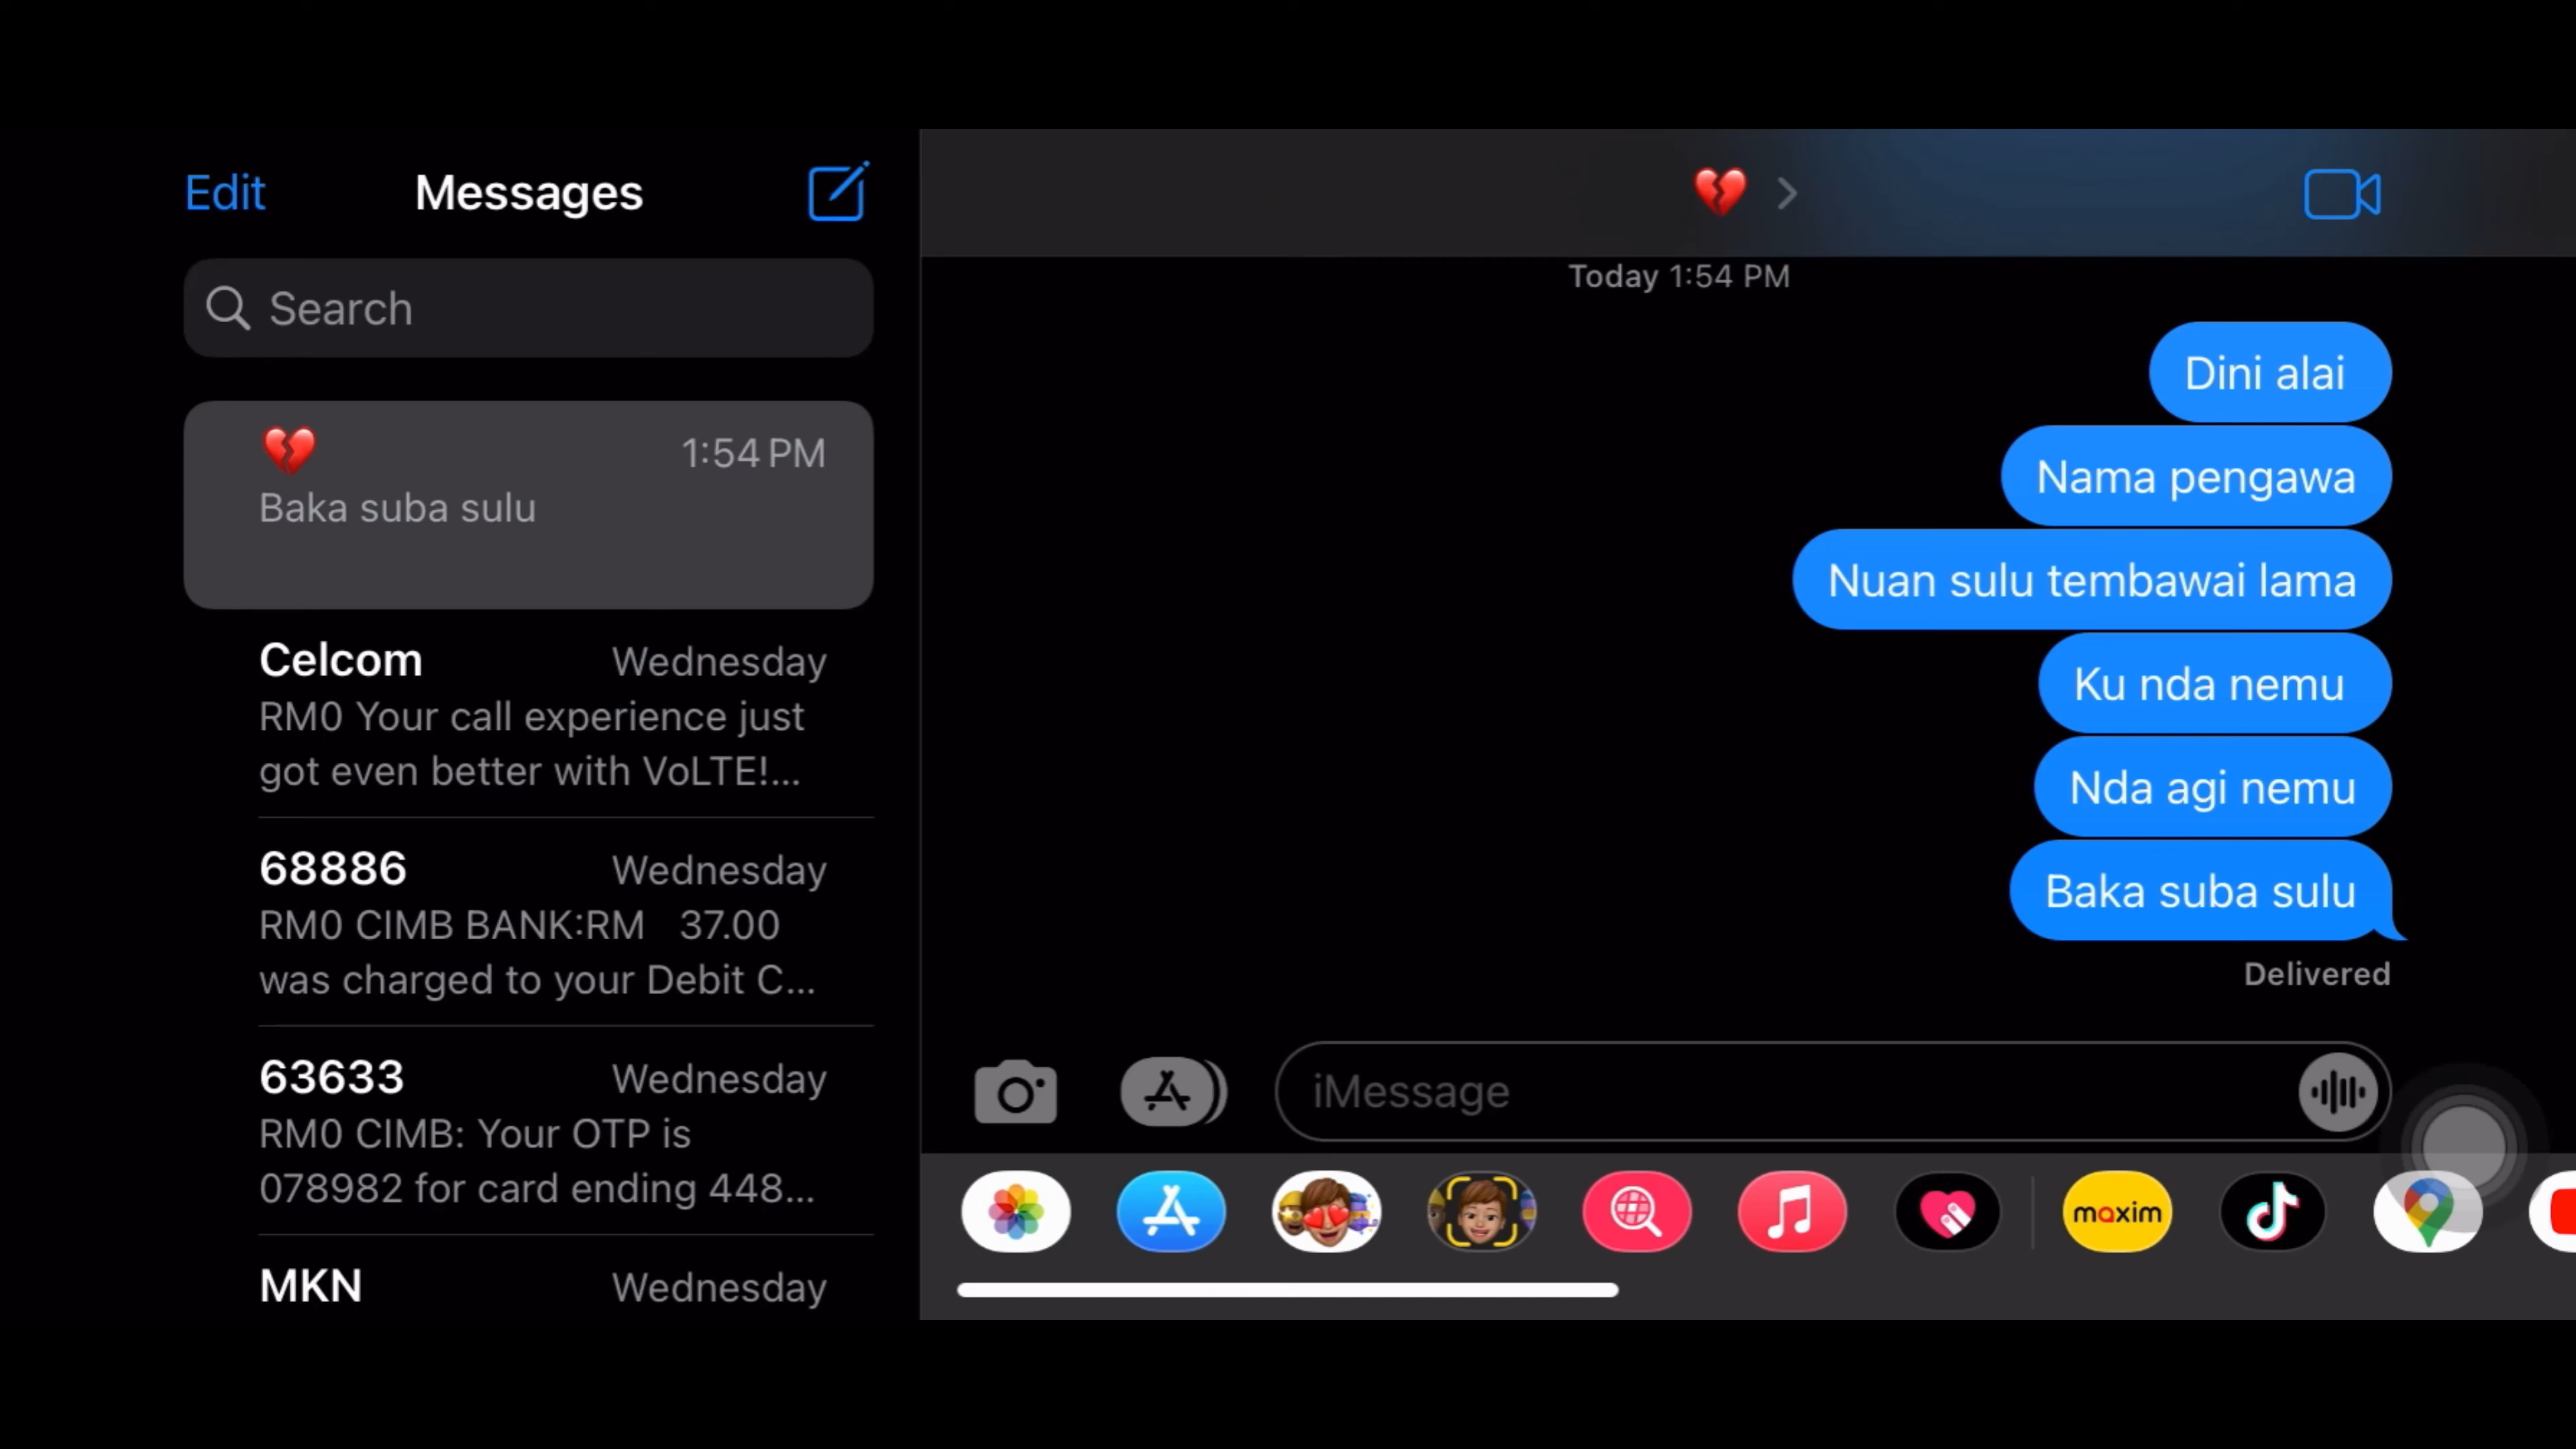 Edit
Messages
Search
💔
1:54 PM
Baka suba sulu
Celcom
Wednesday
RM0 Your call experience just
got even better with VoLTE!...
68886
Wednesday
RM0 CIMB BANK:RM 37.00
was charged to your Debit C...
63633
Wednesday
RM0 CIMB: Your OTP is
078982 for card ending 448...
MKN
Wednesday
💔
Today 1:54 PM
Dini alai
Nama pengawa
Nuan sulu tembawai lama
Ku nda nemu
Nda agi nemu
Baka suba sulu
Delivered
iMessage
maxim